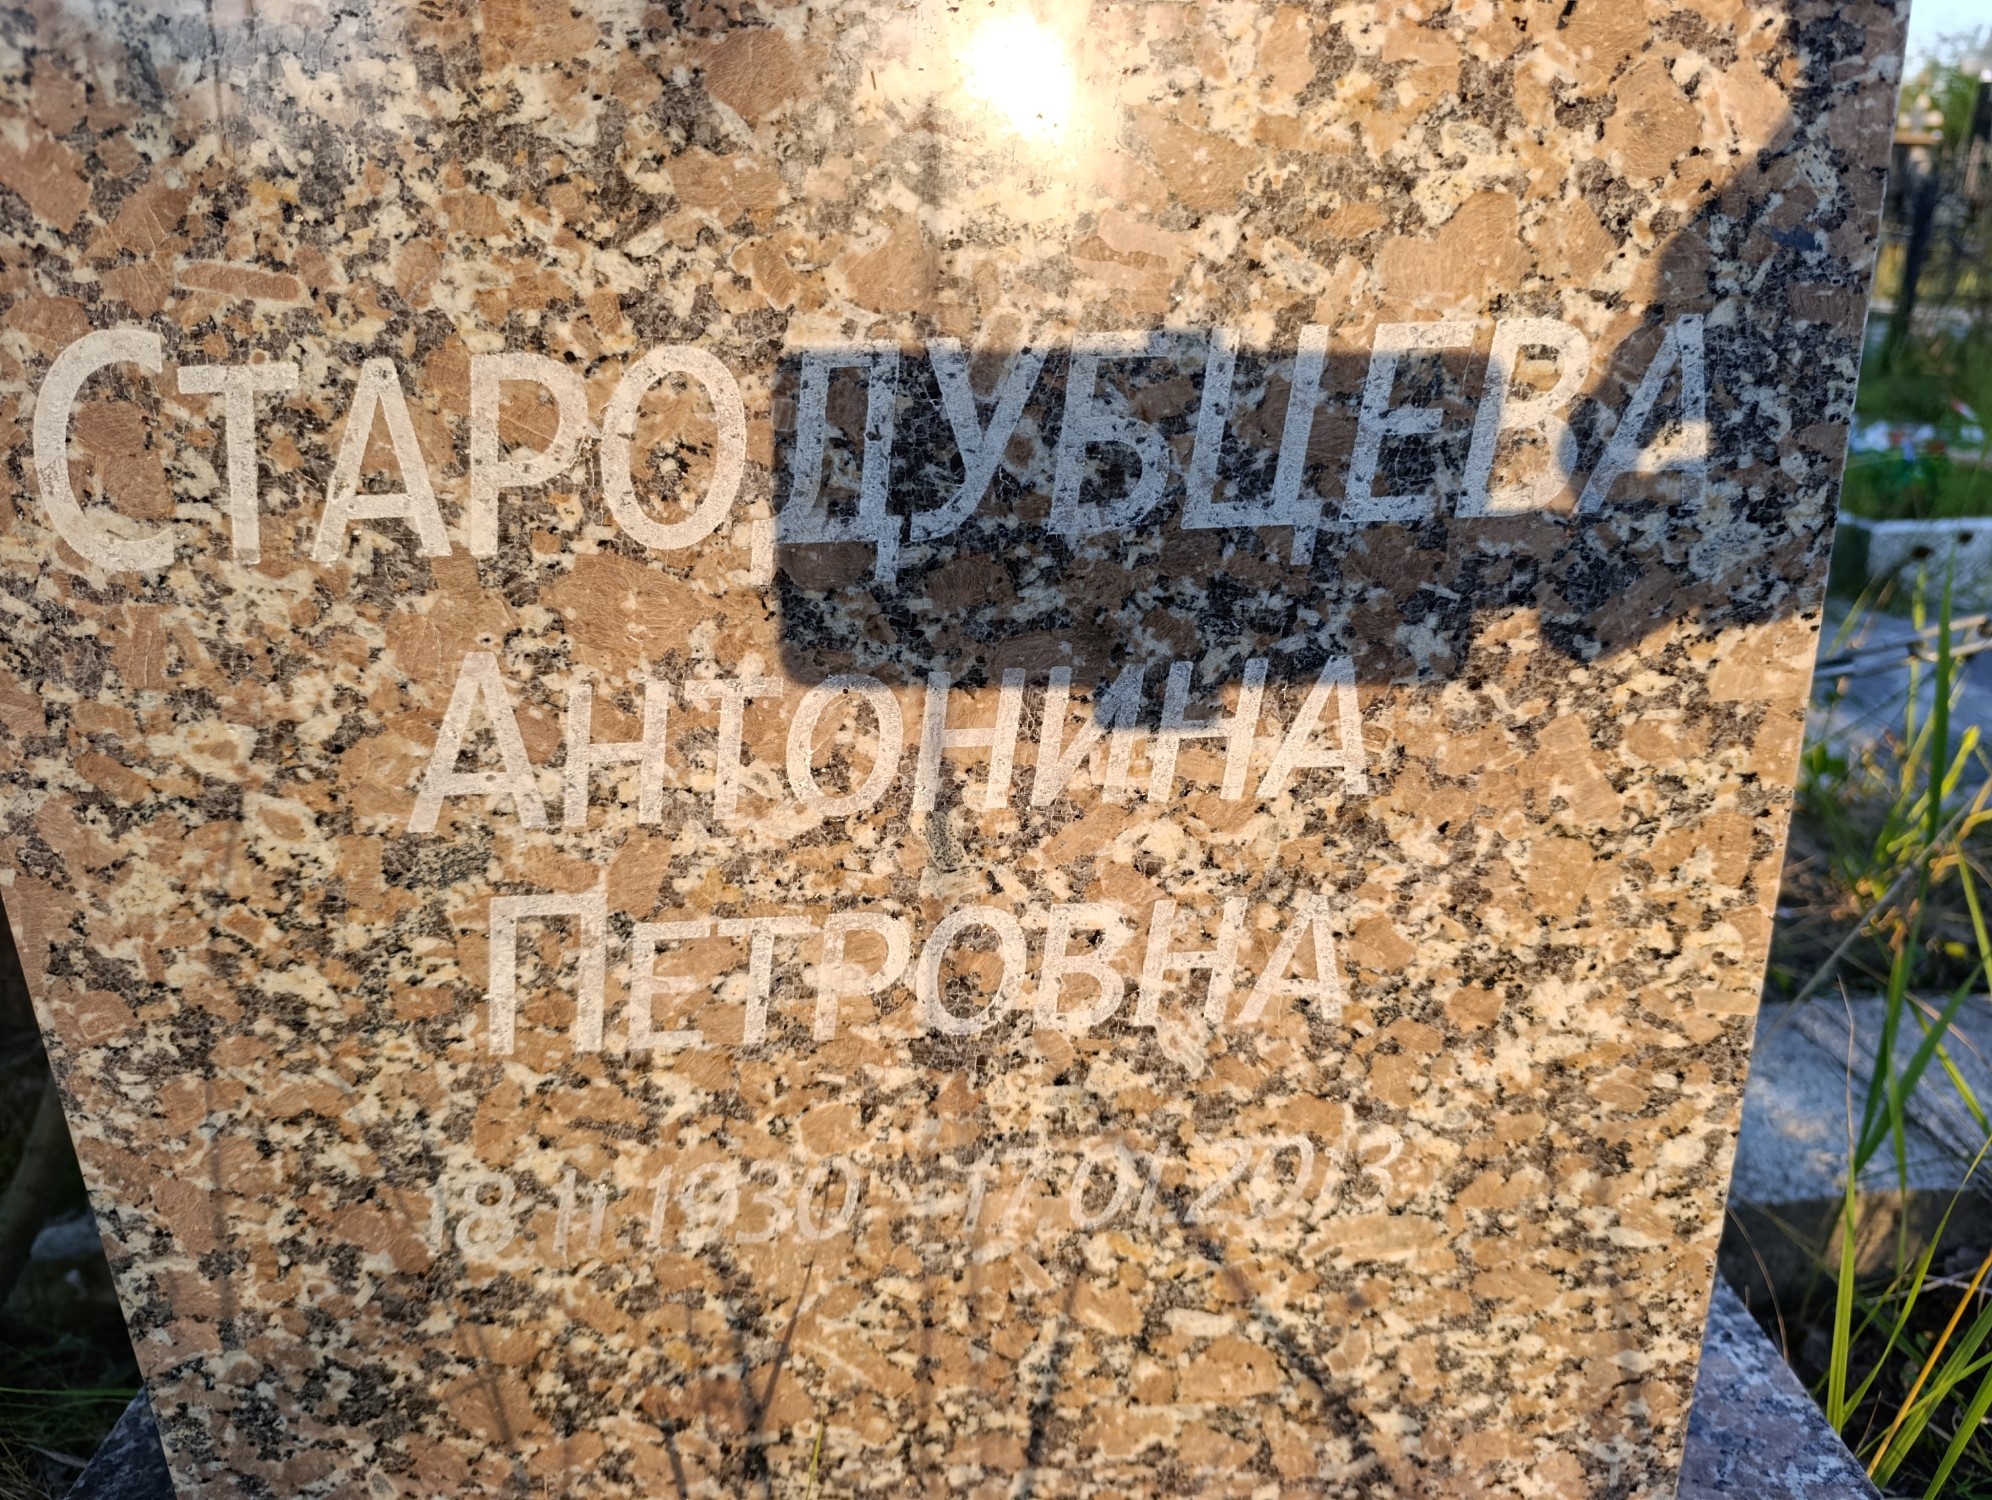 СТАРОДУБЦЕВА
АНТОНИНА
ПЕТРОВНА
18.11.1930 - 17.01.2013